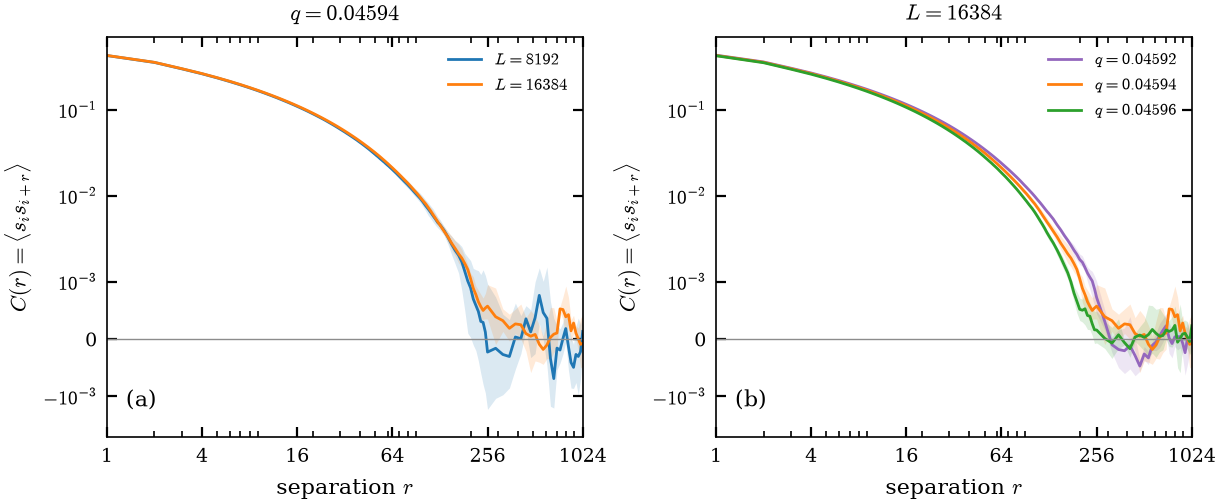 q = 0.04594
C(r) = ⟨s_i s_{i+r}⟩
10⁻¹
10⁻²
10⁻³
0
−10⁻³
L = 8192
L = 16384
(a)
1 4 16 64 256 1024
separation r
L = 16384
C(r) = ⟨s_i s_{i+r}⟩
10⁻¹
10⁻²
10⁻³
0
−10⁻³
q = 0.04592
q = 0.04594
q = 0.04596
(b)
1 4 16 64 256 1024
separation r